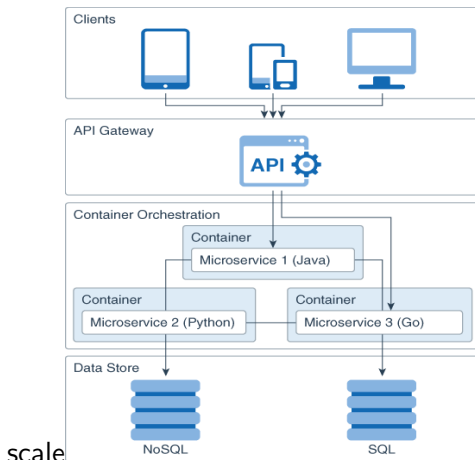 Clients
API Gateway
API
Container Orchestration
Container
Microservice 1 (Java)
Container
Microservice 2 (Python)
Container
Microservice 3 (Go)
Data Store
NoSQL
SQL
scale